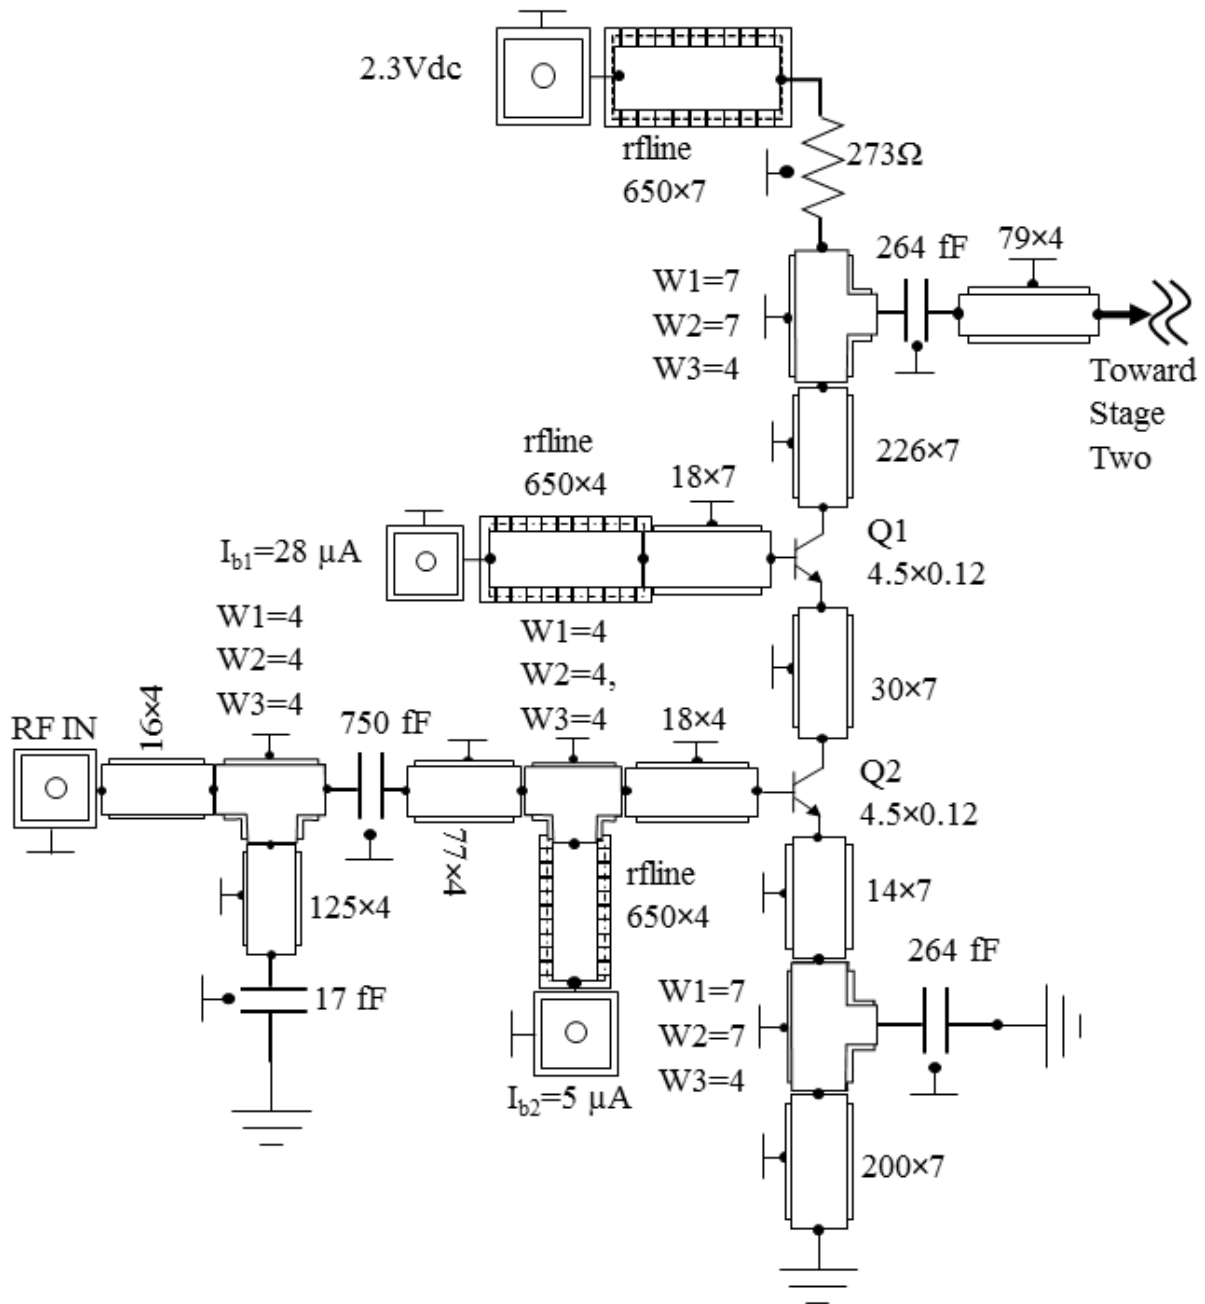 2.3Vdc
rfline
650×7
273Ω
264 fF
79×4
W1=7
W2=7
W3=4
Toward
Stage
Two
226×7
rfline
650×4
18×7
I_b1=28 µA
Q1
4.5×0.12
W1=4
W2=4
W3=4
W1=4
W2=4,
W3=4
30×7
RF IN
16×4
750 fF
18×4
Q2
4.5×0.12
77×4
125×4
rfline
650×4
14×7
17 fF
264 fF
W1=7
W2=7
W3=4
I_b2=5 µA
200×7